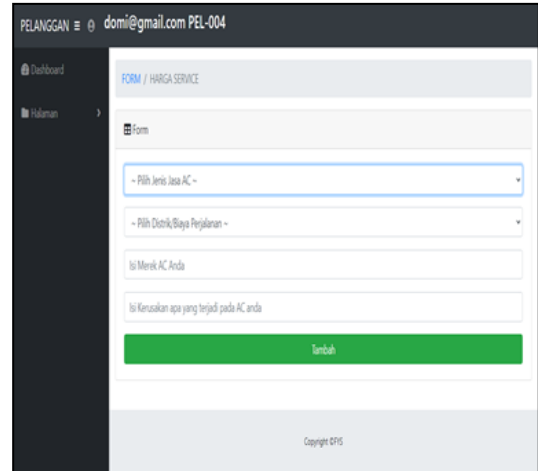 PELANGGAN domi@gmail.com PEL-004
Dashboard
Halaman
FORM / HARGA SERVICE
Form
~ Pilih Jenis Jasa AC ~
~ Pilih Distrik/Biaya Perjalanan ~
Isi Merek AC Anda
Isi Kerusakan apa yang terjadi pada AC anda
Tambah
Copyright ©FYS